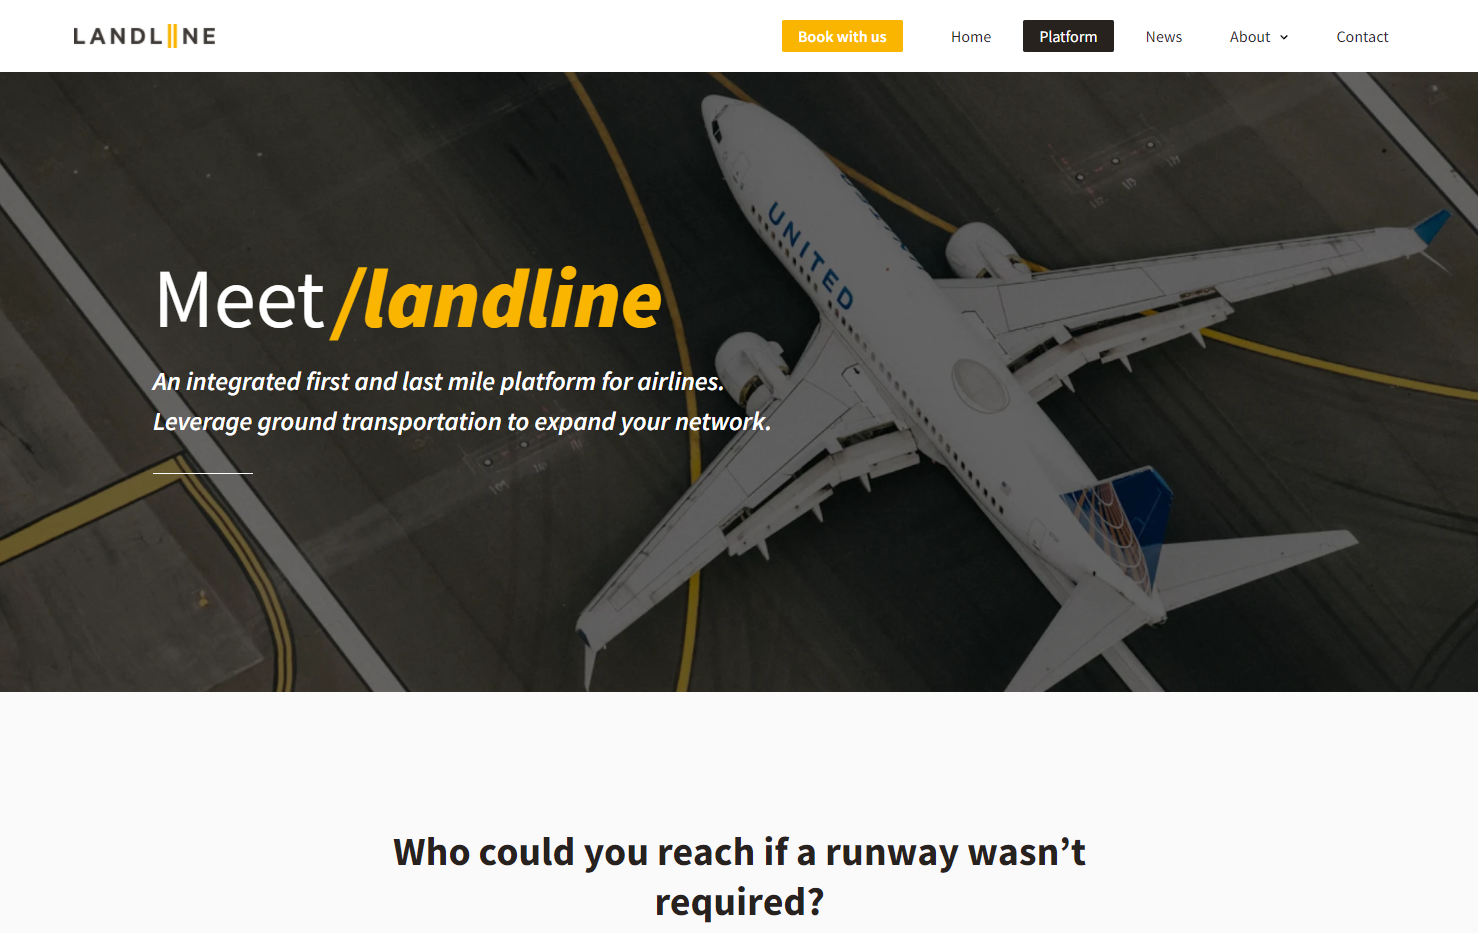 LANDLINE
Book with us
Home
Platform
News
About
Contact
UNITED
Meet /landline
An integrated first and last mile platform for airlines.
Leverage ground transportation to expand your network.
Who could you reach if a runway wasn’t
required?